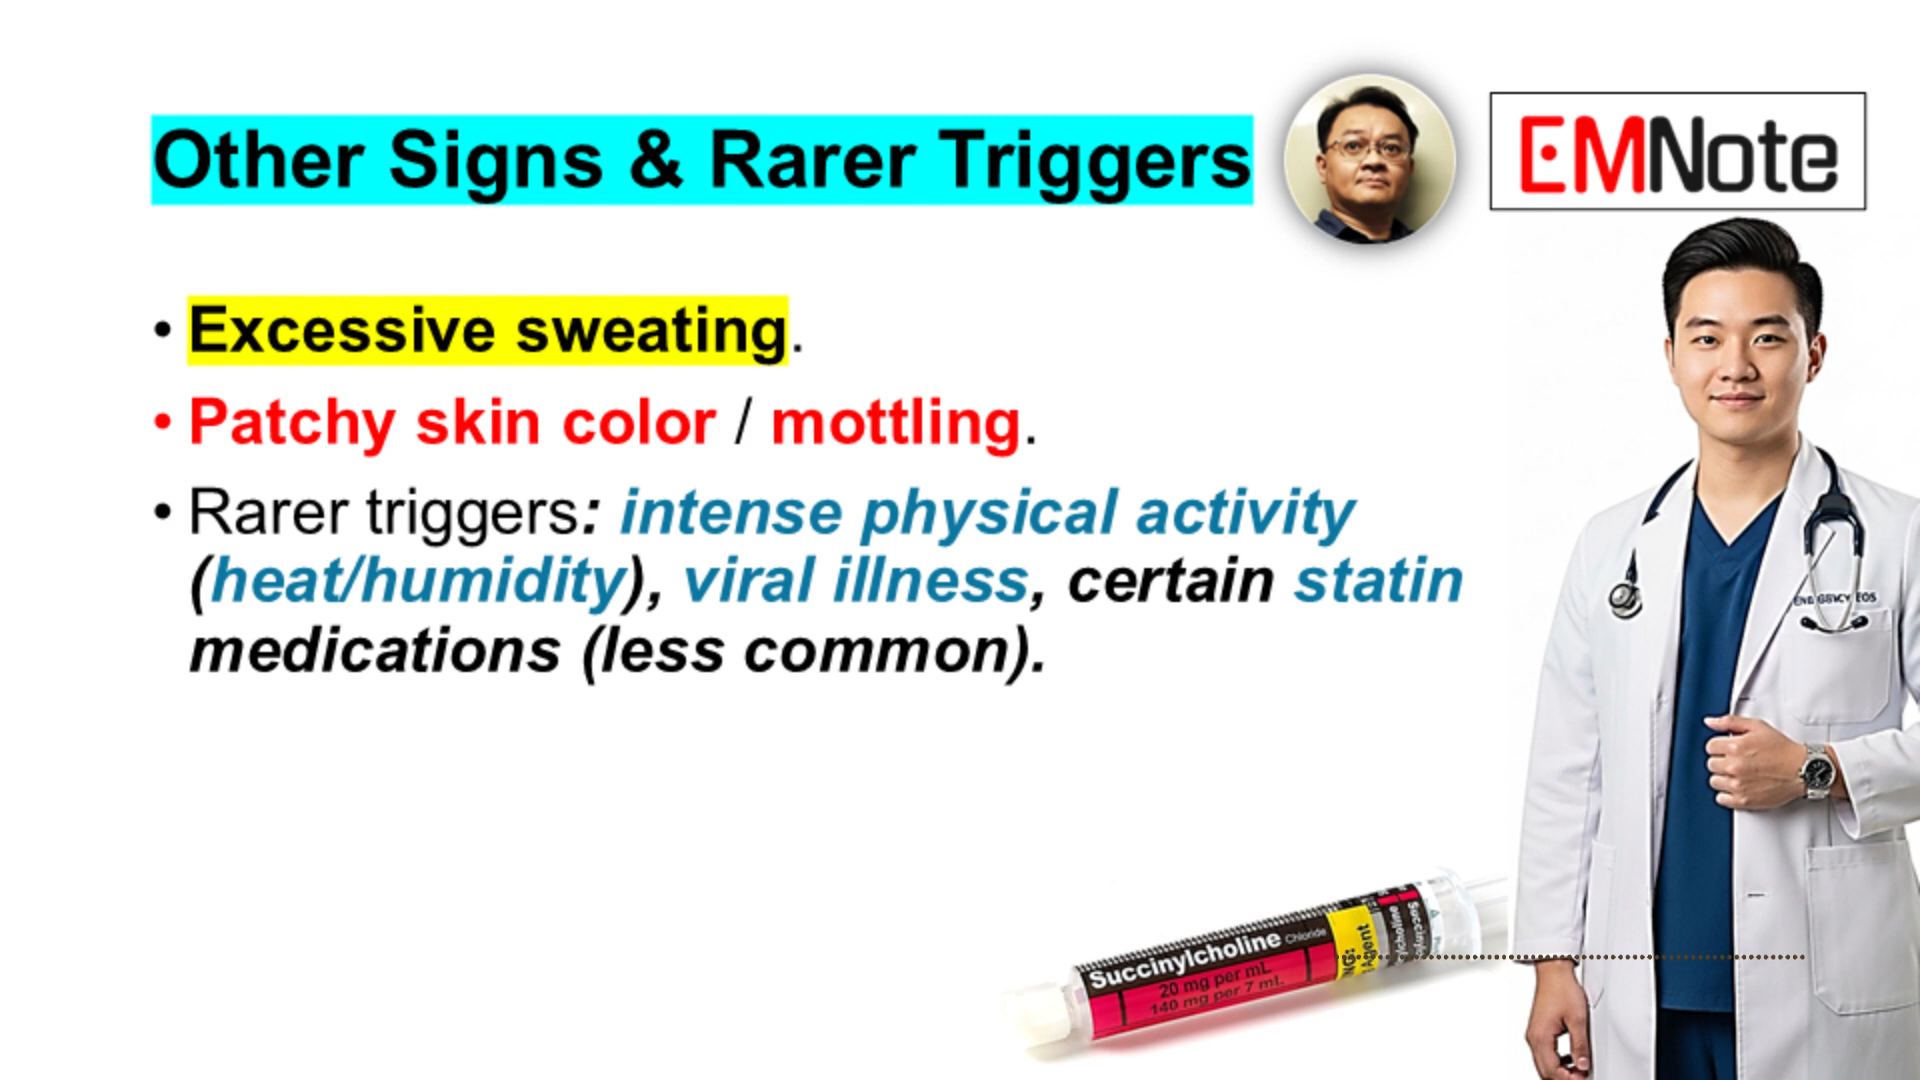 Other Signs & Rarer Triggers
EMNote
• Excessive sweating.
• Patchy skin color / mottling.
• Rarer triggers: intense physical activity
(heat/humidity), viral illness, certain statin
medications (less common).
Succinylcholine Chloride
20 mg per mL
140 mg per 7 mL
Agent